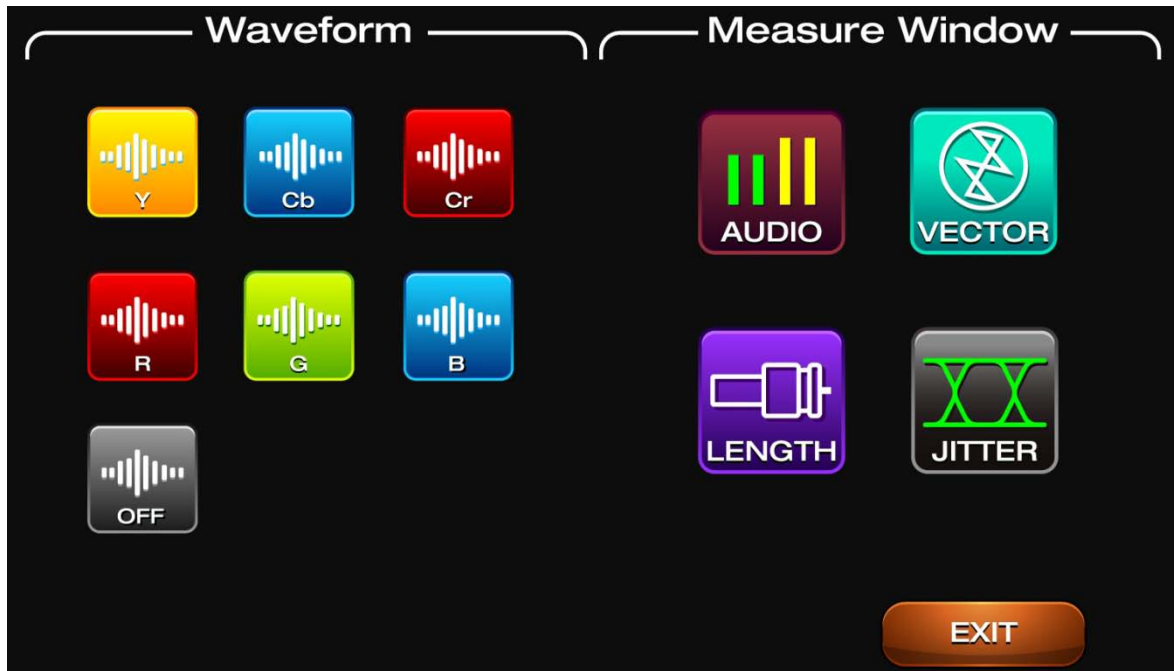 Waveform
Measure Window
Y
Cb
Cr
AUDIO
VECTOR
R
G
B
LENGTH
JITTER
OFF
EXIT